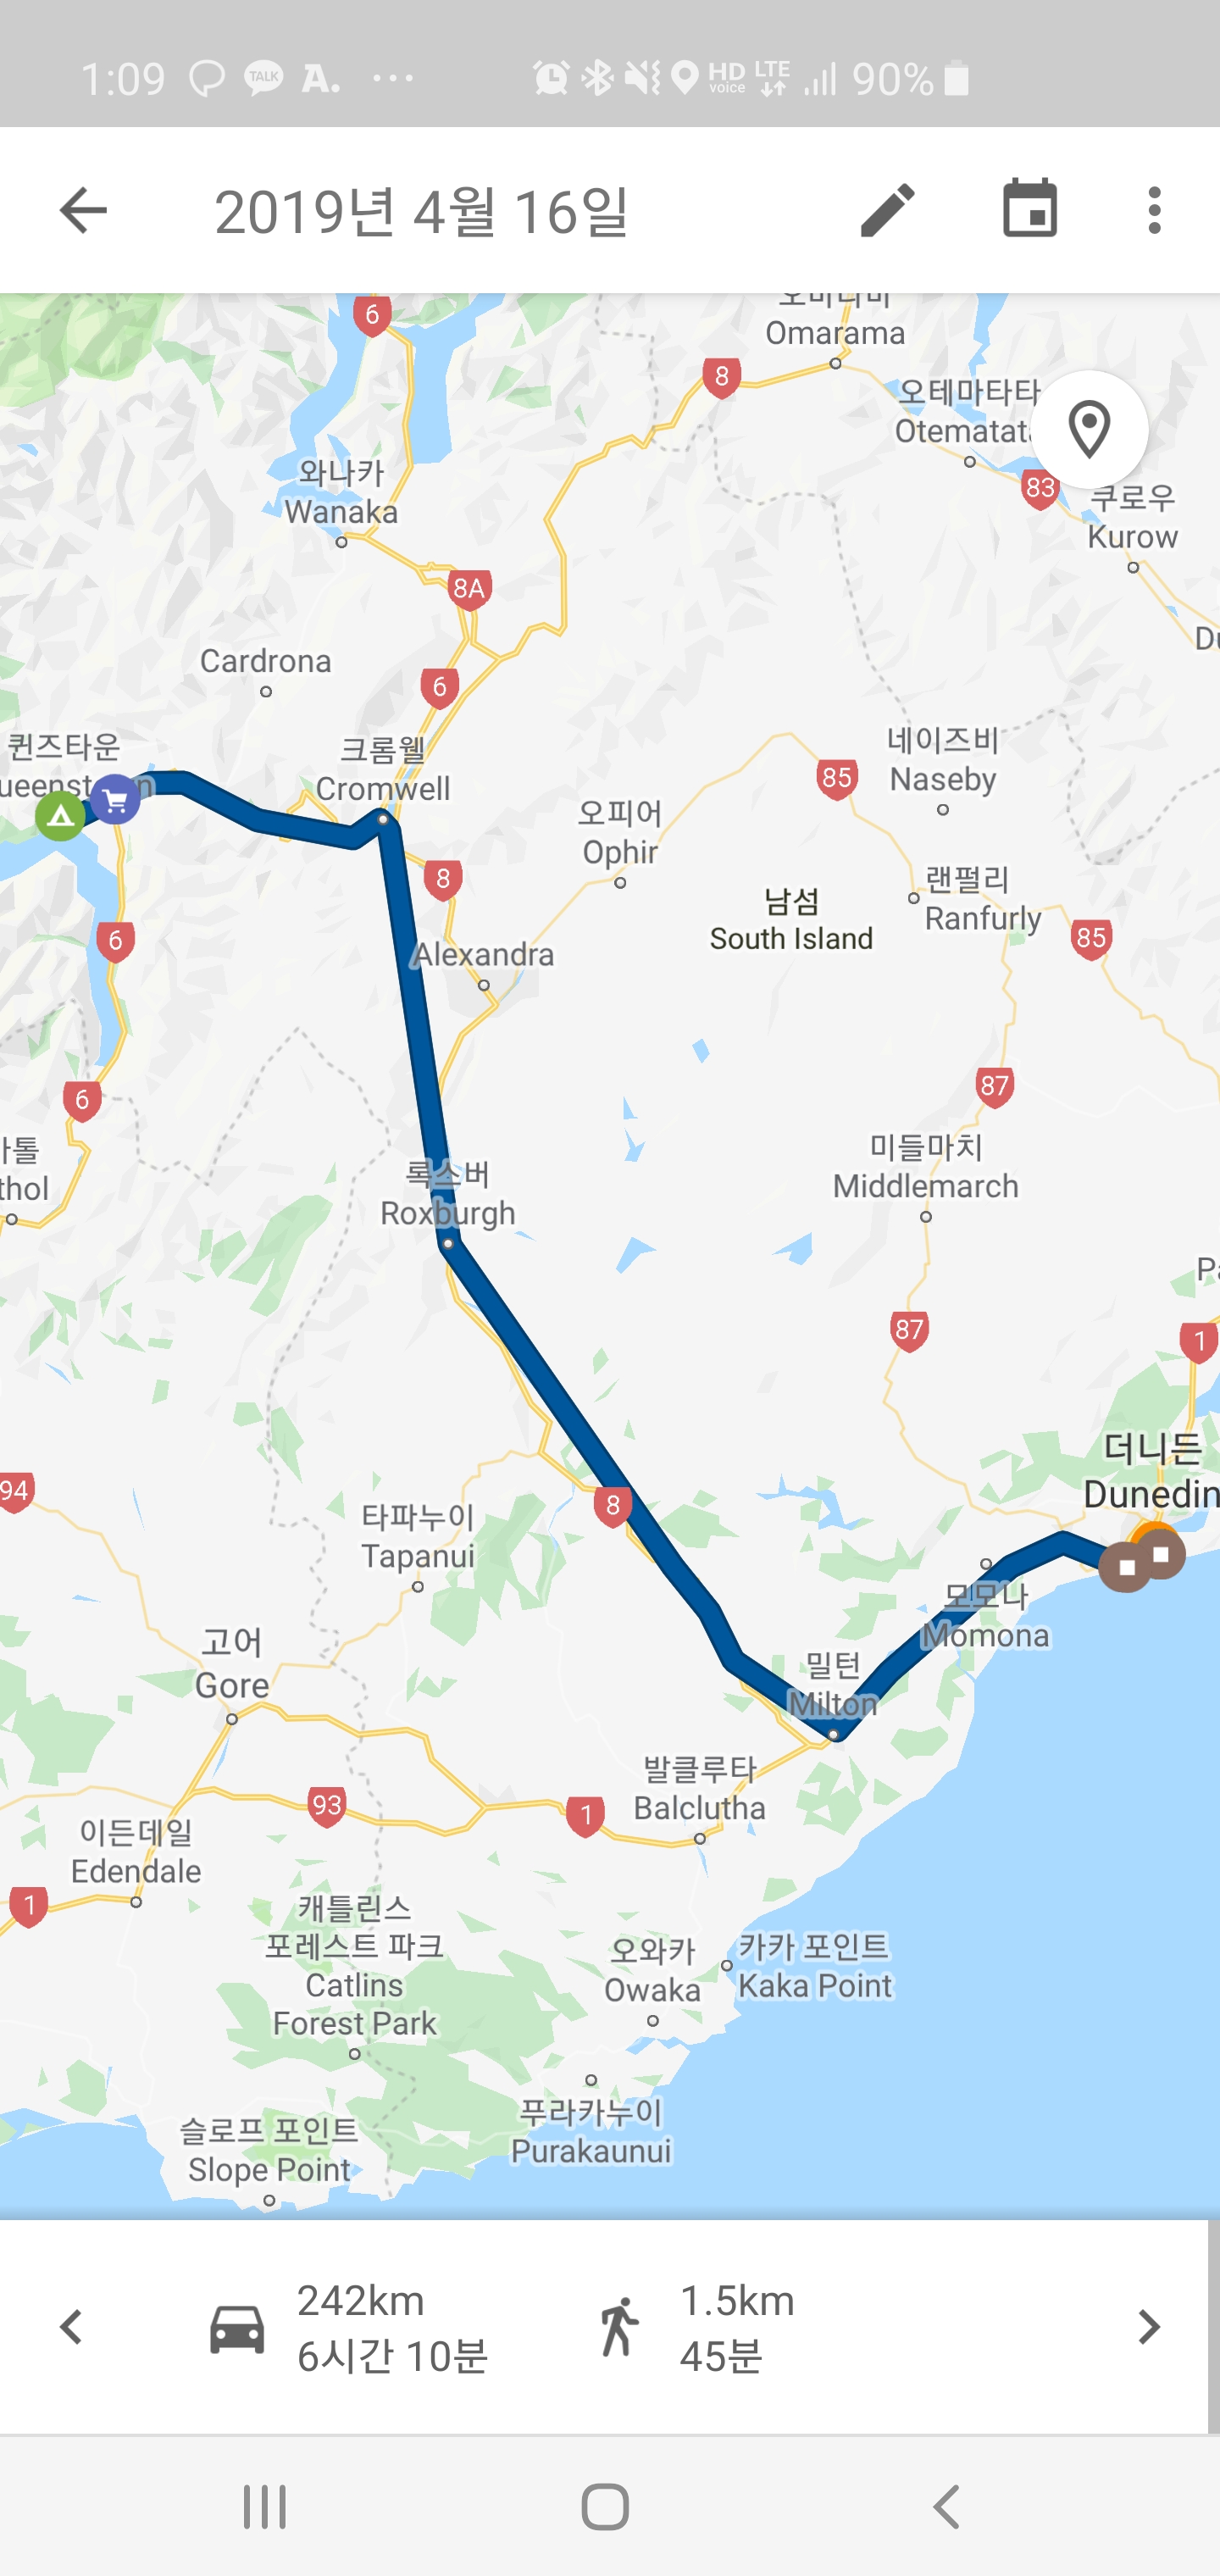 1:09 TALK A. ... HD voice LTE 90%
2019년 4월 16일
6
오마라마
Omarama
8
오테마타타
Otematata
83
쿠로우
Kurow
와나카
Wanaka
8A
Cardrona
6
퀸즈타운
Queenstown
크롬웰
Cromwell
85
네이즈비
Naseby
오피어
Ophir
8
랜펄리
Ranfurly
남섬
South Island
85
6
Alexandra
6
87
미들마치
Middlemarch
톨
thol
록스버
Roxburgh
87
1
더니든
Dunedin
94
8
타파누이
Tapanui
모모나
Momona
고어
Gore
밀턴
Milton
발클루타
Balclutha
93
1
이든데일
Edendale
1
캐틀린스
포레스트 파크
Catlins
Forest Park
오와카
Owaka
카카 포인트
Kaka Point
푸라카누이
Purakaunui
슬로프 포인트
Slope Point
242km
6시간 10분
1.5km
45분